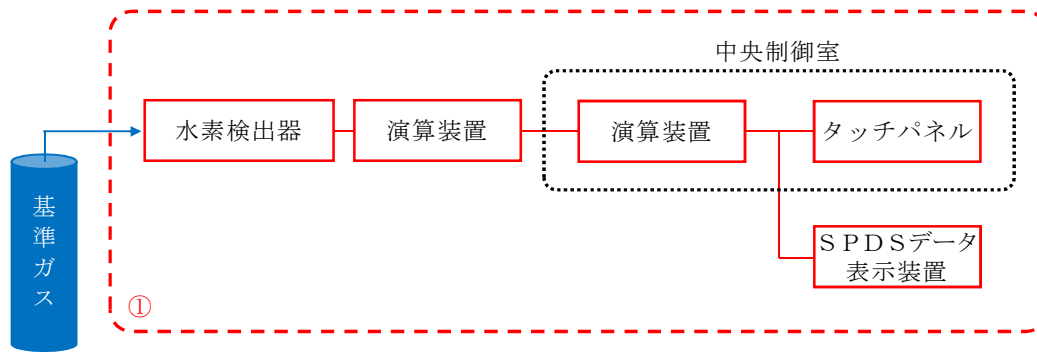 中央制御室
水素検出器
演算装置
演算装置
タッチパネル
基準ガス
ＳＰＤＳデータ
表示装置
①